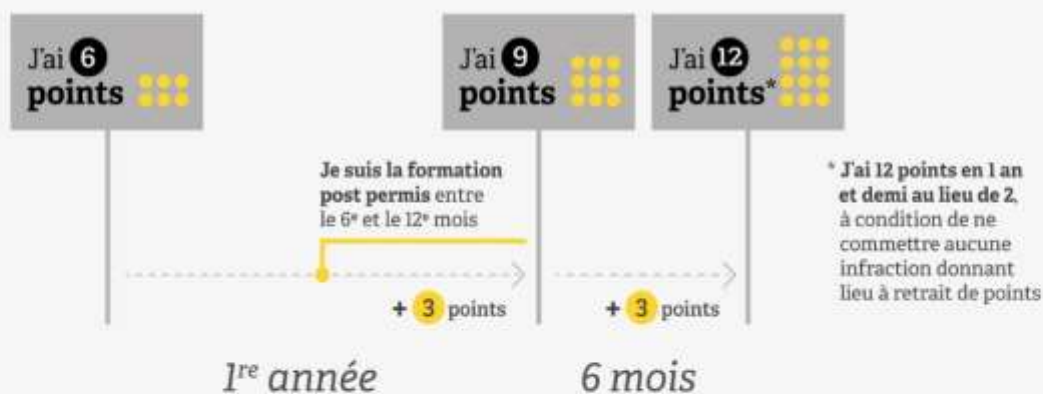 J'ai 6
points
J'ai 9
points
J'ai 12
points*
Je suis la formation
post permis entre
le 6e et le 12e mois
* J'ai 12 points en 1 an
et demi au lieu de 2,
à condition de ne
commettre aucune
infraction donnant
lieu à retrait de points
+ 3 points
+ 3 points
1re année
6 mois